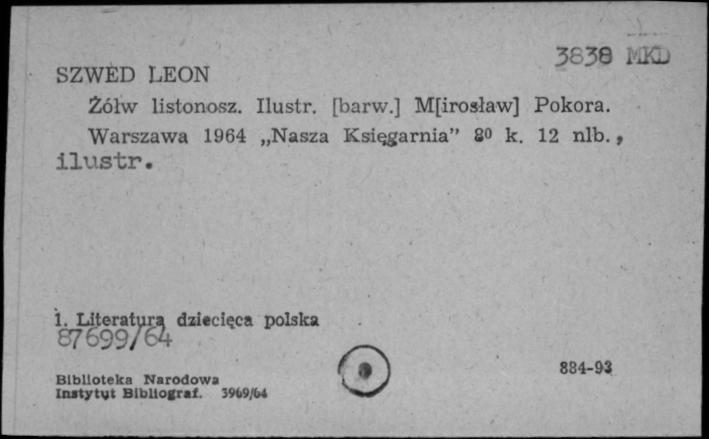 3838 MKD
SZWED LEON
Żółw listonosz. Ilustr. [barw.] M[irosław] Pokora.
Warszawa 1964 „Nasza Księgarnia” 8⁰ k. 12 nlb.,
ilustr.
1. Literatura dziecięca polska
87699/64
884-93
Biblioteka Narodowa
Instytut Bibliograf. 3969/64